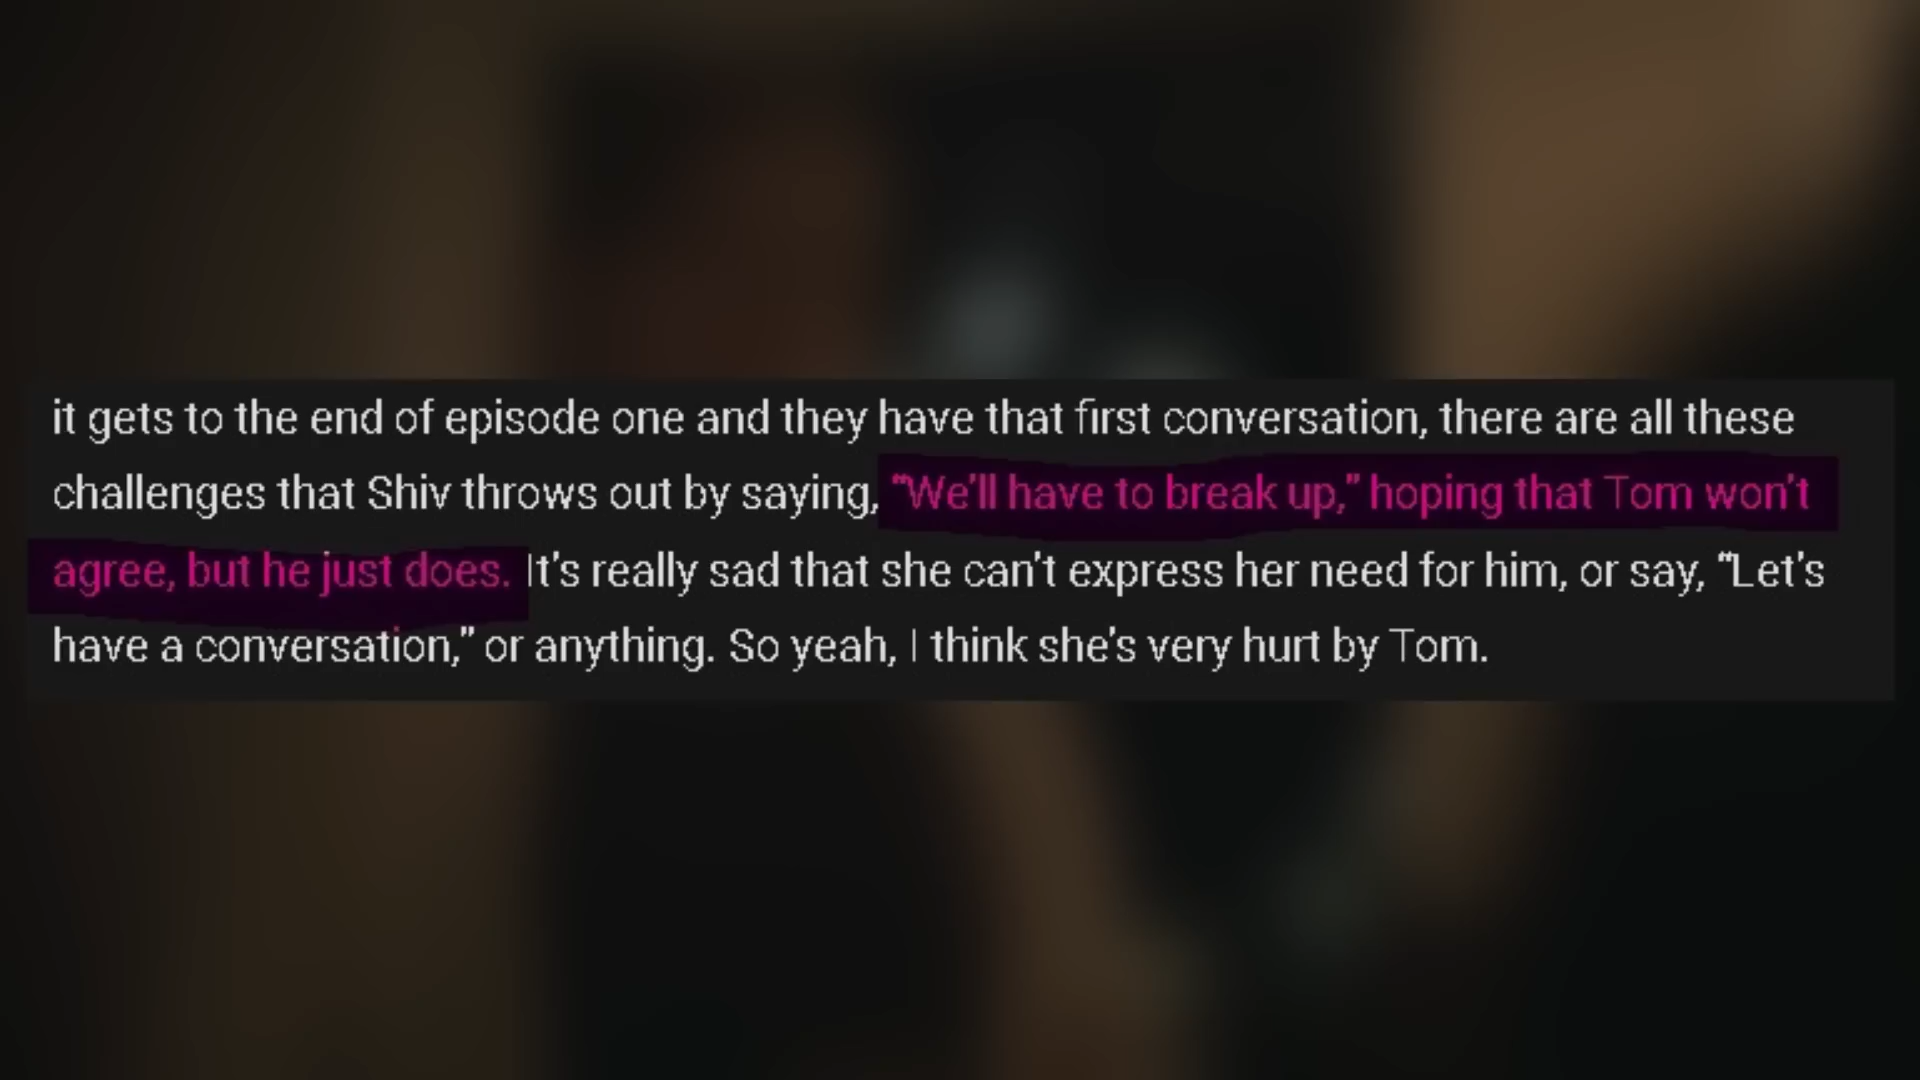 it gets to the end of episode one and they have that first conversation, there are all these
challenges that Shiv throws out by saying, “We’ll have to break up,” hoping that Tom won’t
agree, but he just does. It’s really sad that she can’t express her need for him, or say, “Let’s
have a conversation,” or anything. So yeah, I think she’s very hurt by Tom.